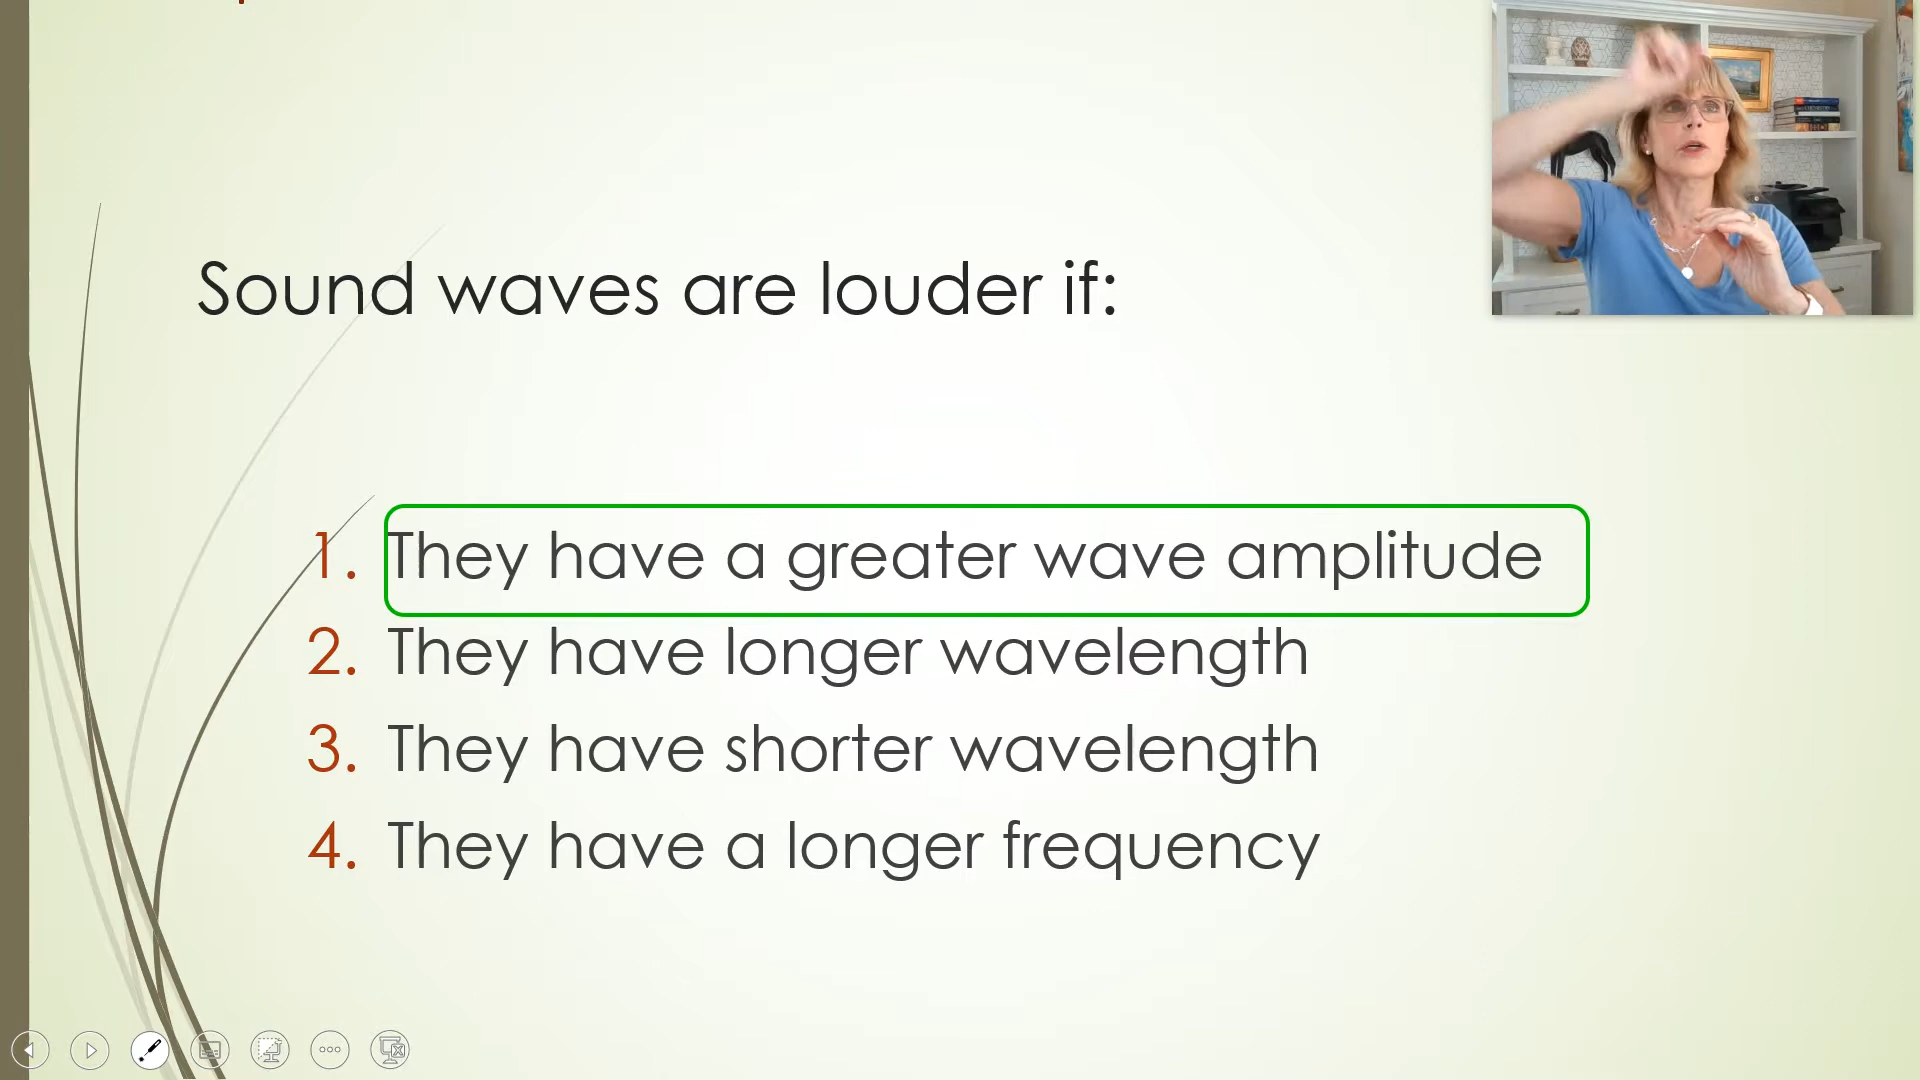 Sound waves are louder if:
1. They have a greater wave amplitude
2. They have longer wavelength
3. They have shorter wavelength
4. They have a longer frequency